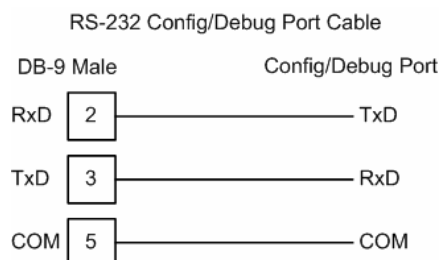 RS-232 Config/Debug Port Cable
DB-9 Male Config/Debug Port
RxD 2 TxD
TxD 3 RxD
COM 5 COM